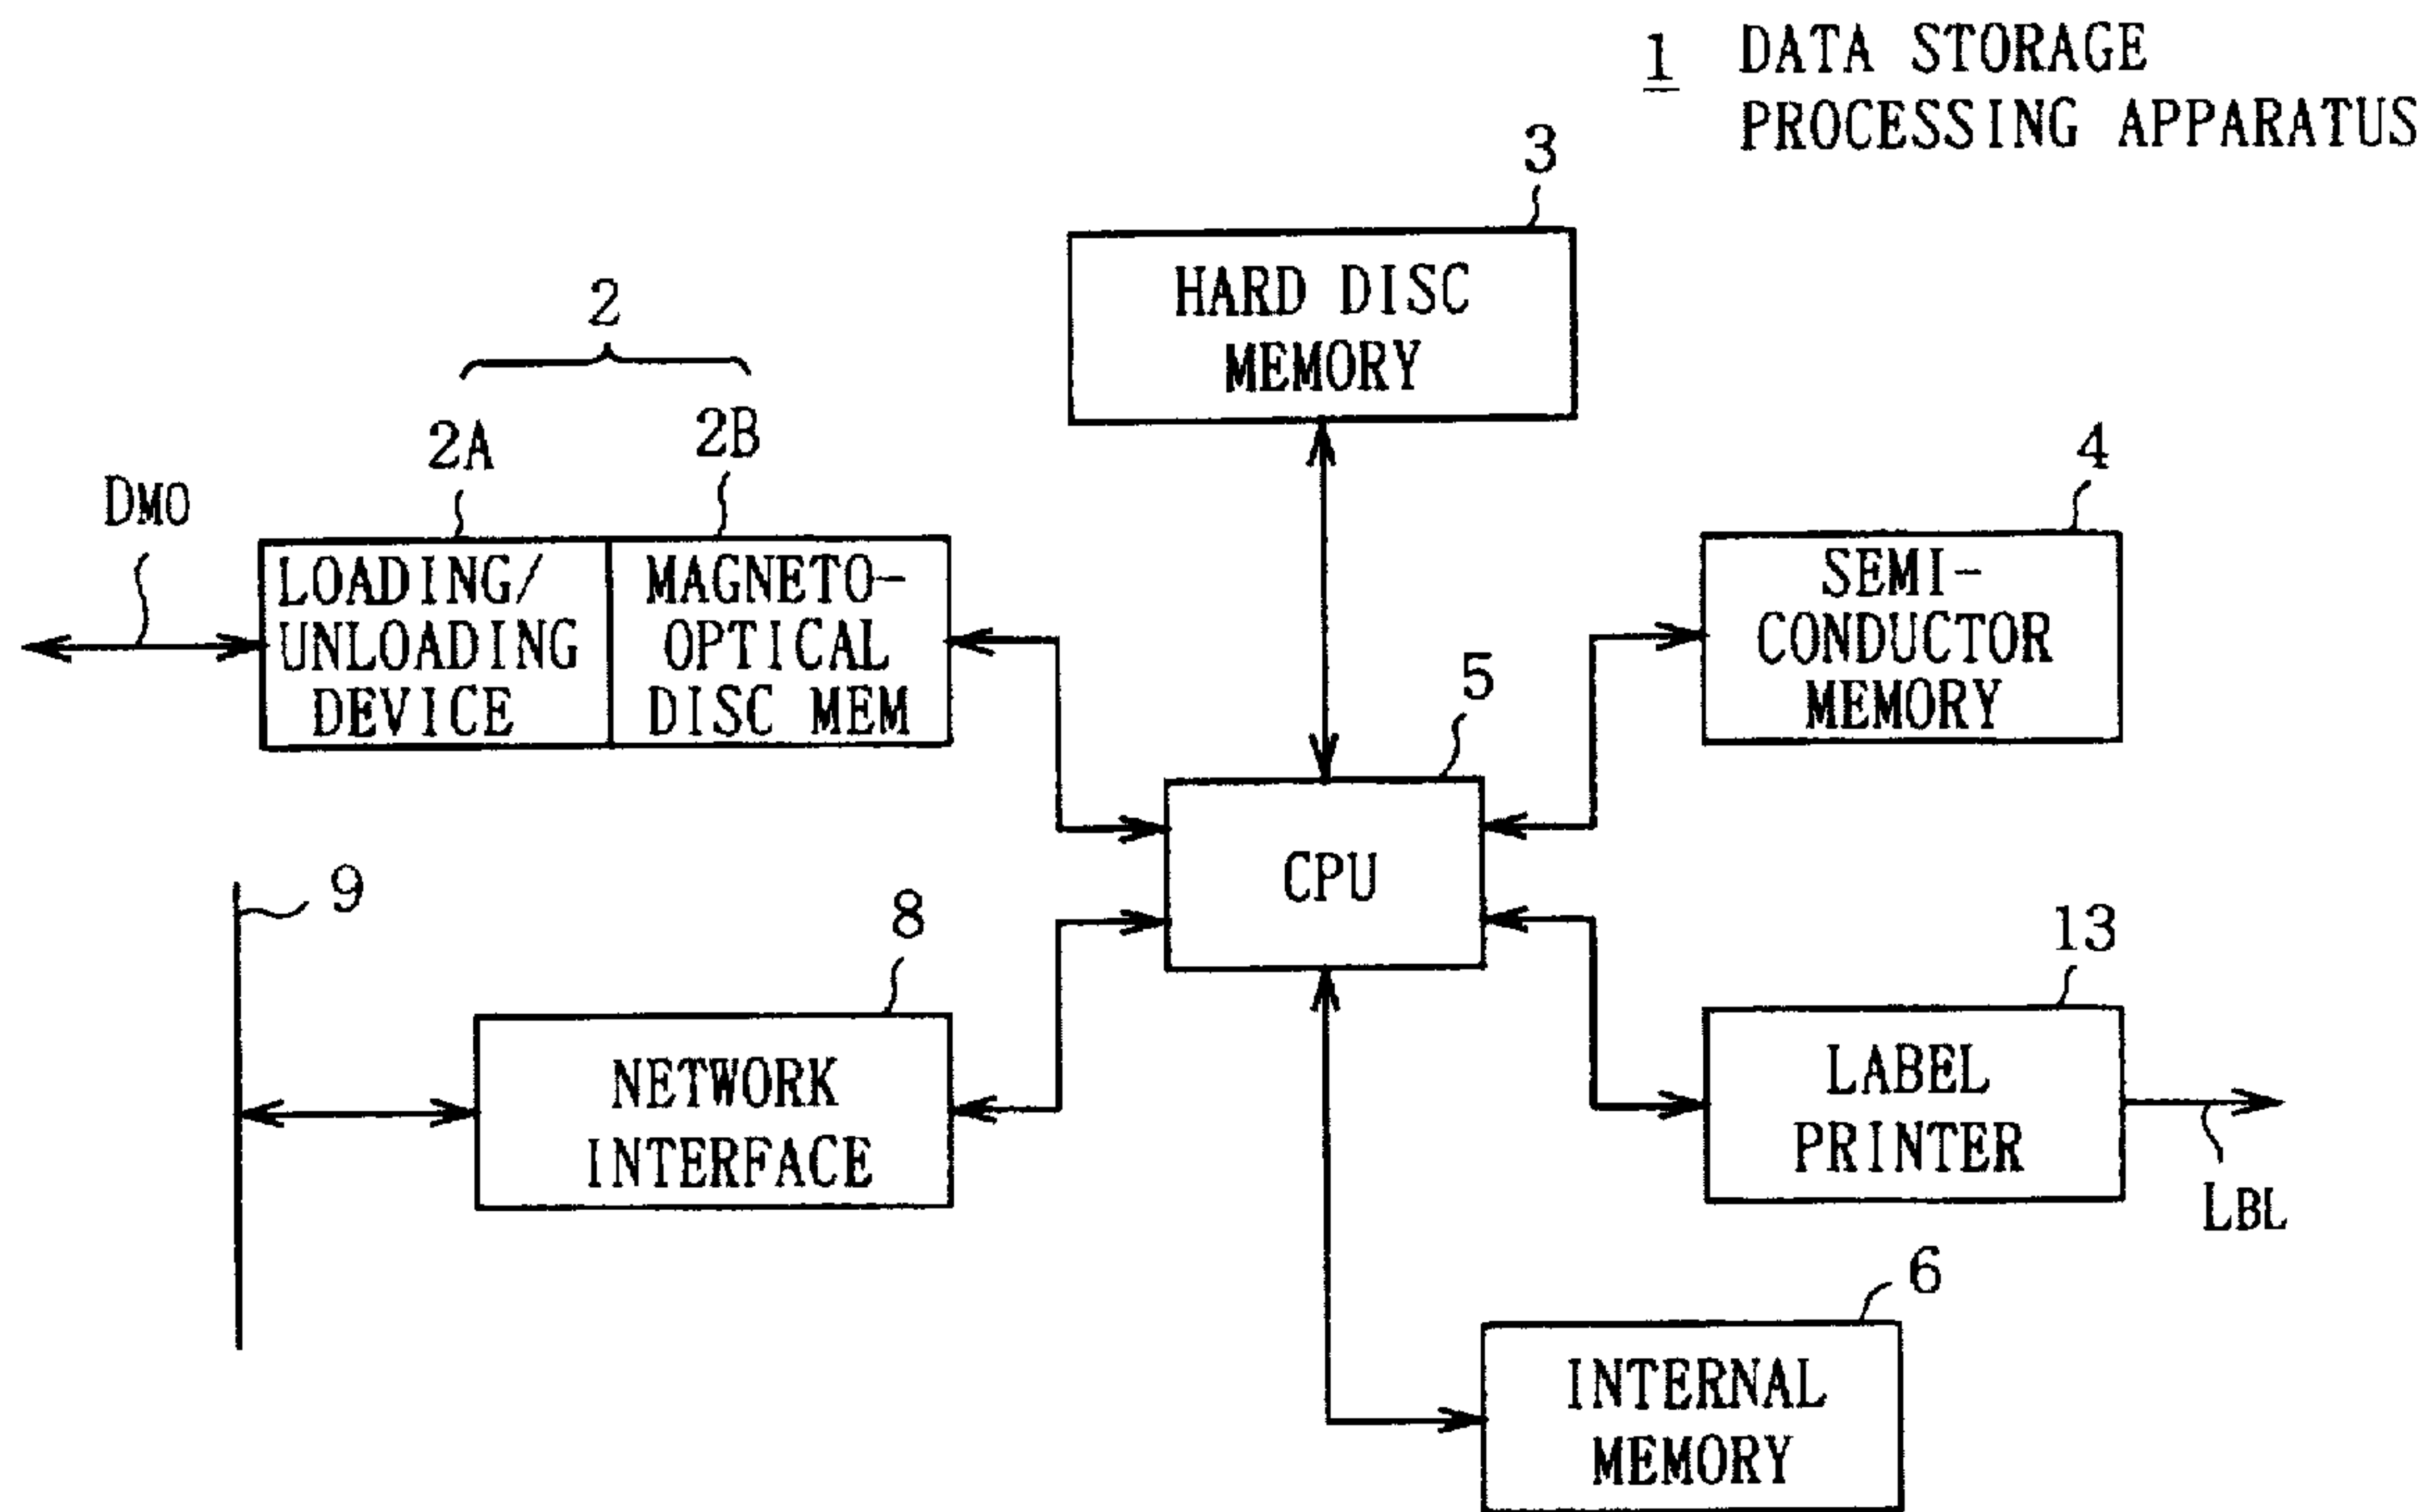 1 DATA STORAGE
PROCESSING APPARATUS
3
HARD DISC
MEMORY
2
2A
2B
DMO
LOADING/
UNLOADING
DEVICE
MAGNETO-
OPTICAL
DISC MEM
4
SEMI-
CONDUCTOR
MEMORY
5
CPU
9
8
NETWORK
INTERFACE
13
LABEL
PRINTER
LBL
6
INTERNAL
MEMORY